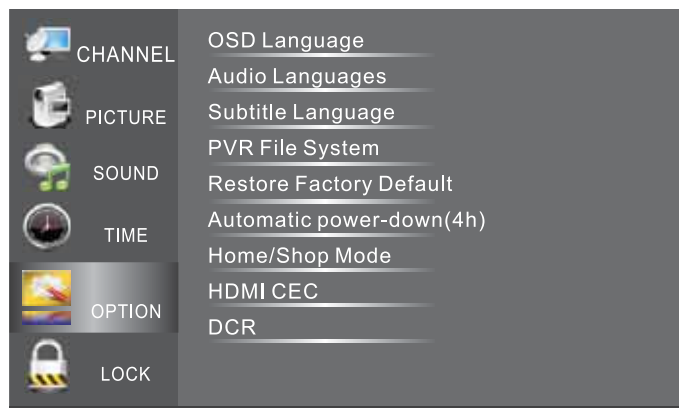 CHANNEL
PICTURE
SOUND
TIME
OPTION
LOCK
OSD Language
Audio Languages
Subtitle Language
PVR File System
Restore Factory Default
Automatic power-down(4h)
Home/Shop Mode
HDMI CEC
DCR